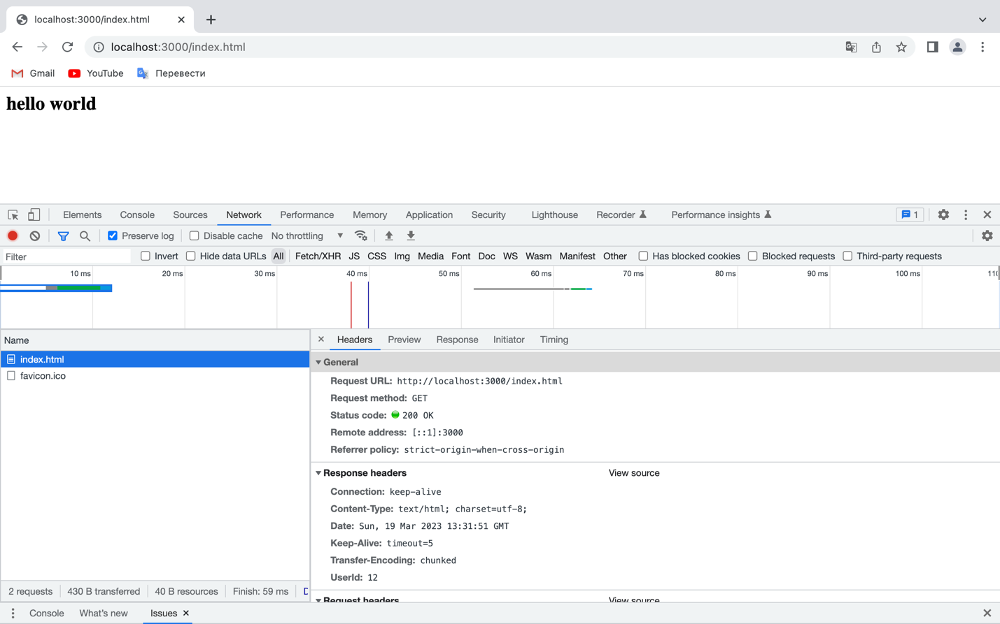 localhost:3000/index.html
localhost:3000/index.html
Gmail YouTube Перевести
hello world
Elements Console Sources Network Performance Memory Application Security Lighthouse Recorder Performance insights 1
Preserve log Disable cache No throttling
Filter Invert Hide data URLs All Fetch/XHR JS CSS Img Media Font Doc WS Wasm Manifest Other Has blocked cookies Blocked requests Third-party requests
10 ms 20 ms 30 ms 40 ms 50 ms 60 ms 70 ms 80 ms 90 ms 100 ms
Name
index.html
favicon.ico
2 requests 430 B transferred 40 B resources Finish: 59 ms
Headers Preview Response Initiator Timing
General
Request URL: http://localhost:3000/index.html
Request method: GET
Status code: 200 OK
Remote address: [::1]:3000
Referrer policy: strict-origin-when-cross-origin
Response headers View source
Connection: keep-alive
Content-Type: text/html; charset=utf-8;
Date: Sun, 19 Mar 2023 13:31:51 GMT
Keep-Alive: timeout=5
Transfer-Encoding: chunked
UserId: 12
Request headers View source
Console What's new Issues